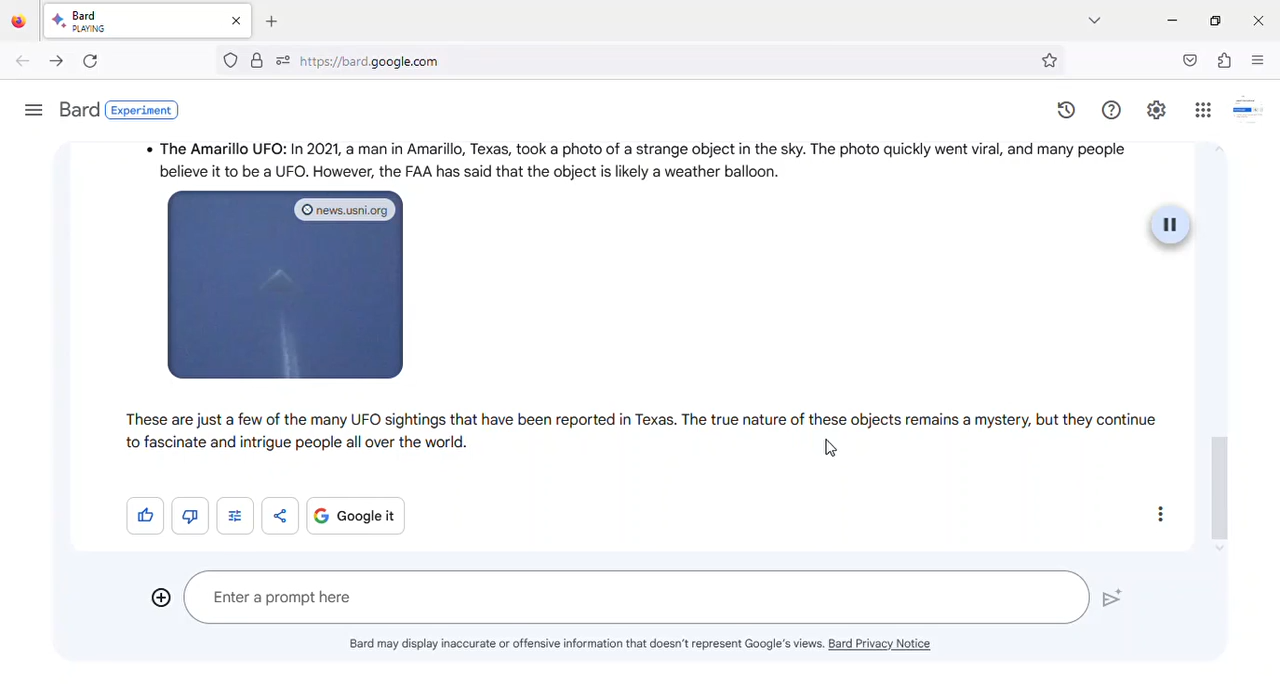 Bard
PLAYING
https://bard.google.com
Bard Experiment
• The Amarillo UFO: In 2021, a man in Amarillo, Texas, took a photo of a strange object in the sky. The photo quickly went viral, and many people
believe it to be a UFO. However, the FAA has said that the object is likely a weather balloon.
news.usni.org
These are just a few of the many UFO sightings that have been reported in Texas. The true nature of these objects remains a mystery, but they continue
to fascinate and intrigue people all over the world.
Google it
Enter a prompt here
Bard may display inaccurate or offensive information that doesn't represent Google's views. Bard Privacy Notice